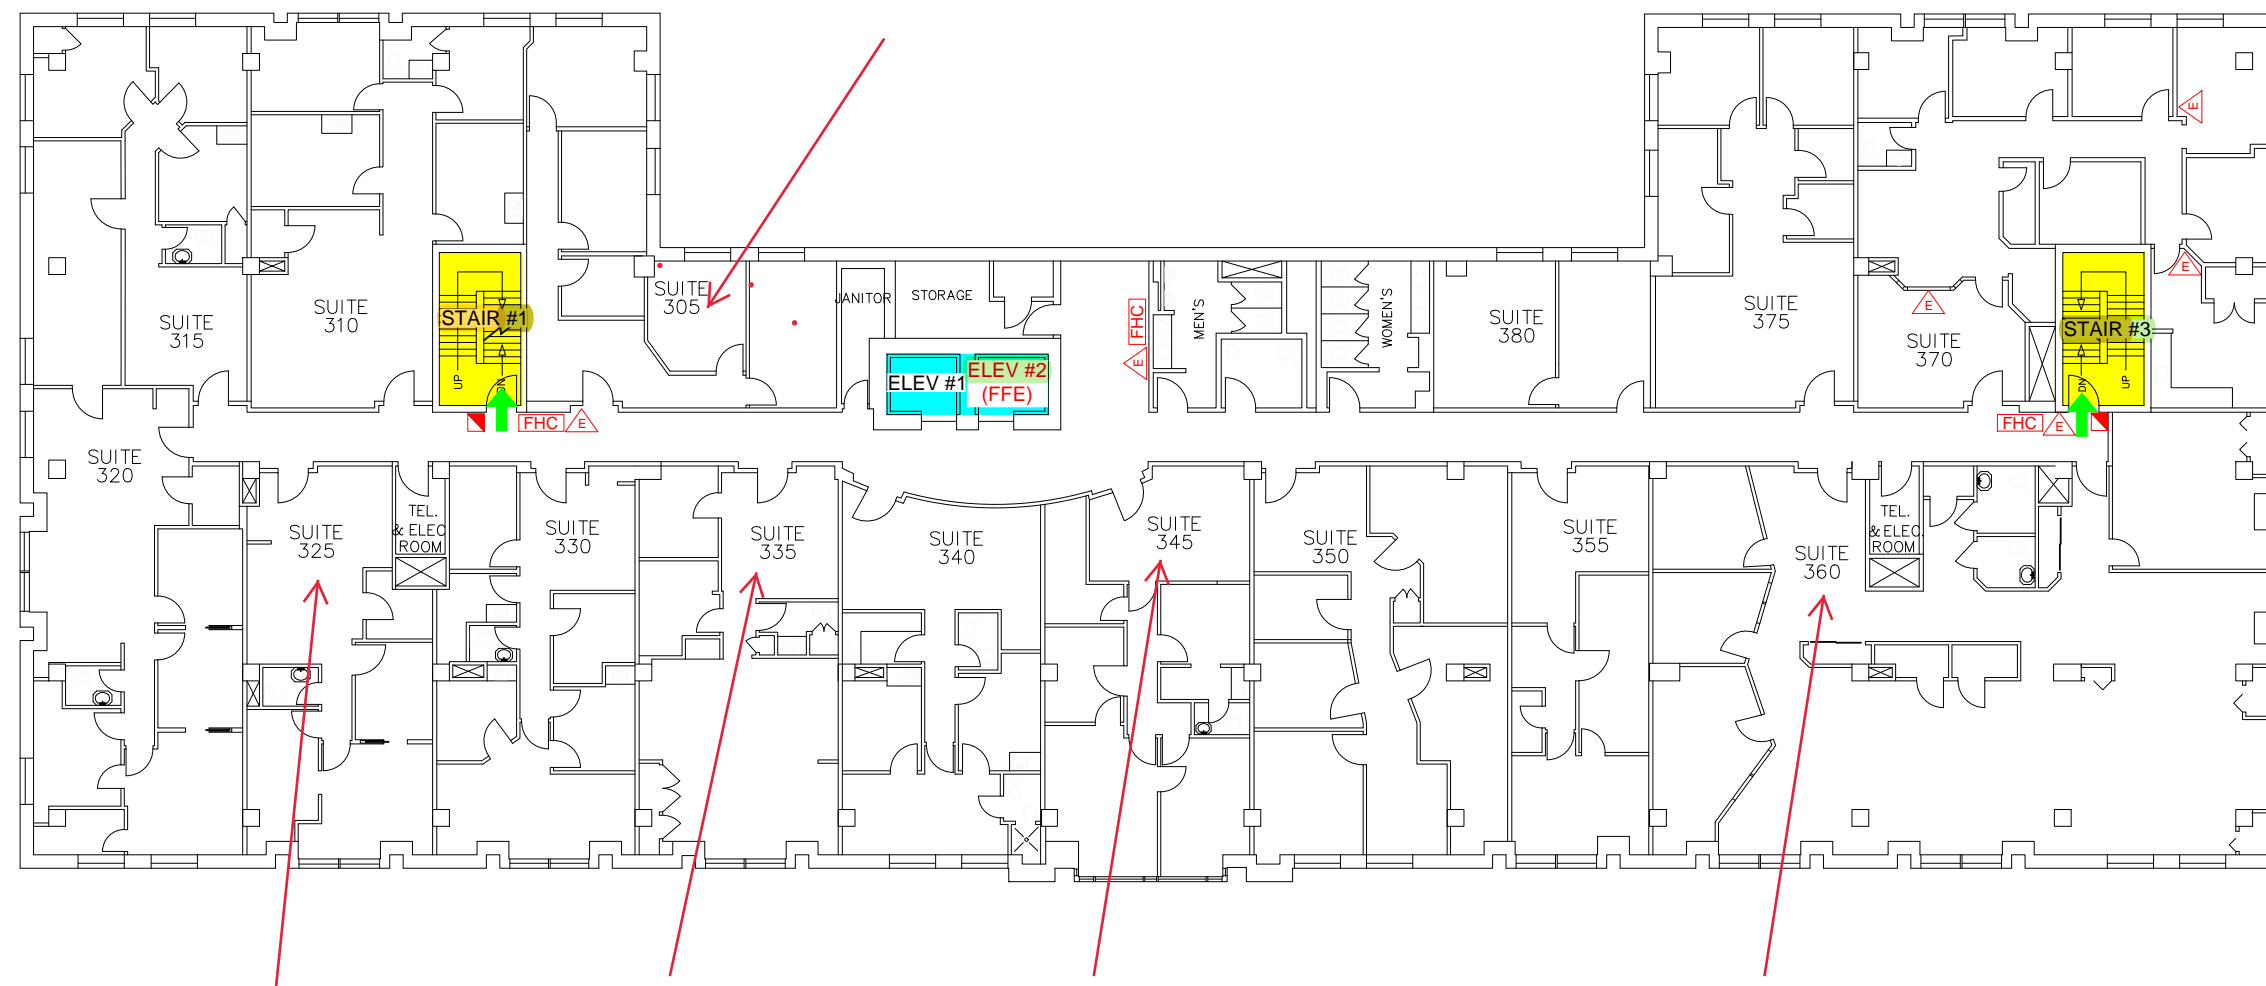 E
E
SUITE
305
JANITOR
STORAGE
FHC
MEN'S
WOMEN'S
SUITE
315
SUITE
310
STAIR #1
UP
DN
SUITE
380
SUITE
375
E
SUITE
370
STAIR #3
DN
UP
ELEV #1
ELEV #2
(FFE)
E
FHC
E
FHC
E
SUITE
320
SUITE
325
TEL.
& ELEC
ROOM
SUITE
330
SUITE
335
SUITE
340
SUITE
345
SUITE
350
SUITE
355
SUITE
360
TEL.
& ELEC.
ROOM